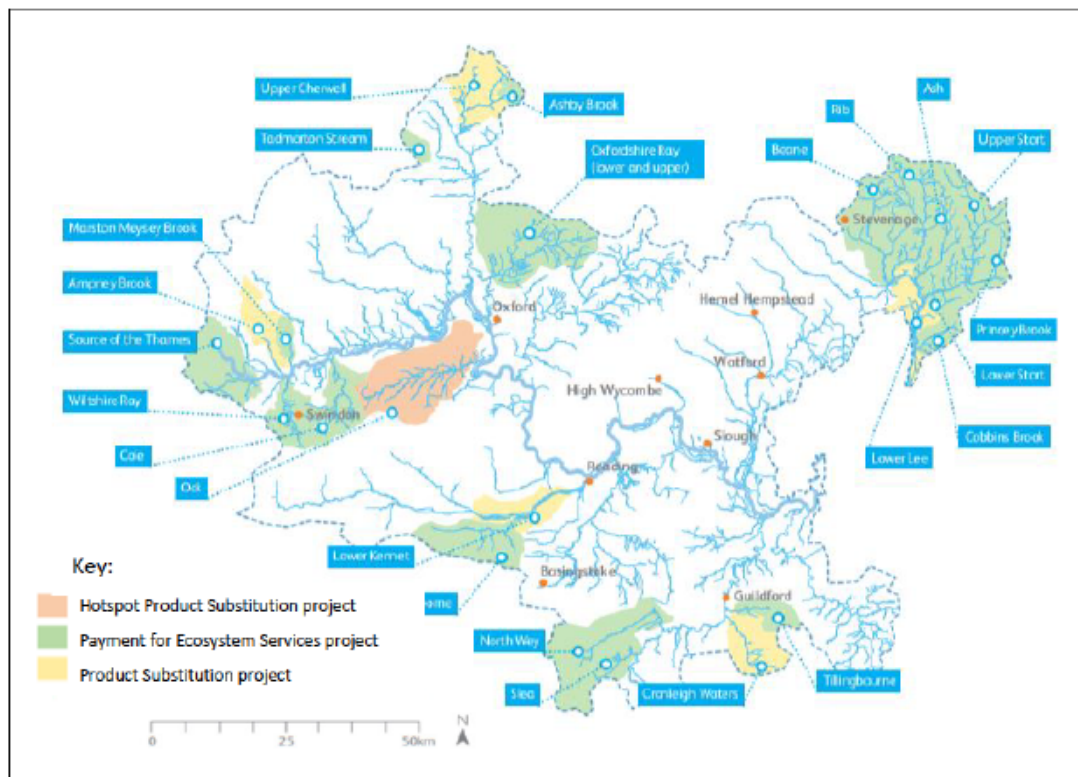 Upper Cherwell
Ashby Brook
Tadmarton Stream
Oxfordshire Ray
(lower and upper)
Ash
Rib
Beane
Upper Stort
Stevenage
Marston Meysey Brook
Ampney Brook
Source of the Thames
Oxford
Hemel Hempstead
Pincey Brook
Lower Stort
Wiltshire Ray
Swindon
High Wycombe
Watford
Cole
Slough
Cobbins Brook
Ock
Reading
Lower Lee
Lower Kennet
Key:
Basingstoke
Hotspot Product Substitution project
Guildford
Payment for Ecosystem Services project
North Wey
Product Substitution project
Slea
Cranleigh Waters
Tillingbourne
N
0 25 50km